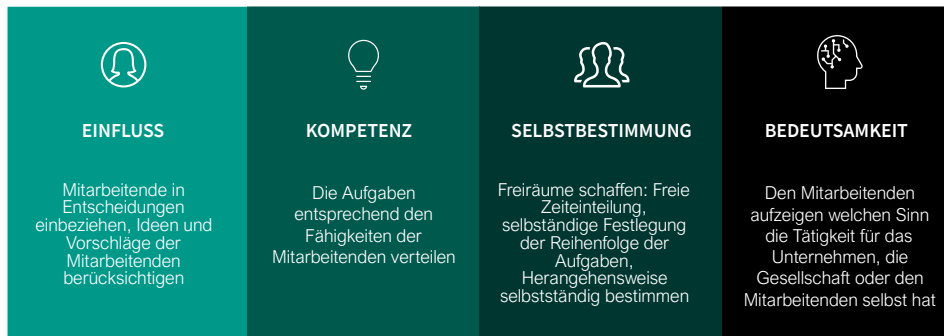 EINFLUSS
Mitarbeitende in
Entscheidungen
einbeziehen, Ideen und
Vorschläge der
Mitarbeitenden
berücksichtigen
KOMPETENZ
Die Aufgaben
entsprechend den
Fähigkeiten der
Mitarbeitenden verteilen
SELBSTBESTIMMUNG
Freiräume schaffen: Freie
Zeiteinteilung,
selbständige Festlegung
der Reihenfolge der
Aufgaben,
Herangehensweise
selbstständig bestimmen
BEDEUTSAMKEIT
Den Mitarbeitenden
aufzeigen welchen Sinn
die Tätigkeit für das
Unternehmen, die
Gesellschaft oder den
Mitarbeitenden selbst hat